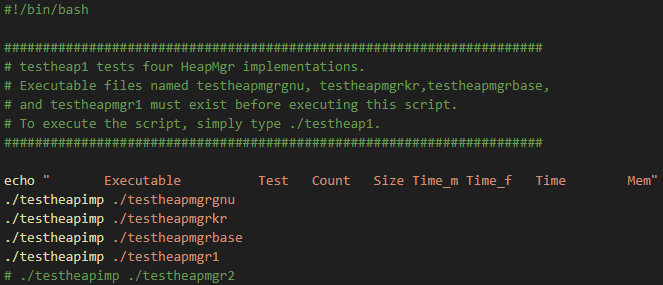 #!/bin/bash
######################################################################
# testheap1 tests four HeapMgr implementations.
# Executable files named testheapmgrgnu, testheapmgrkr,testheapmgrbase,
# and testheapmgr1 must exist before executing this script.
# To execute the script, simply type ./testheap1.
######################################################################
echo "       Executable          Test   Count   Size Time_m Time_f   Time        Mem"
./testheapimp ./testheapmgrgnu
./testheapimp ./testheapmgrkr
./testheapimp ./testheapmgrbase
./testheapimp ./testheapmgr1
# ./testheapimp ./testheapmgr2